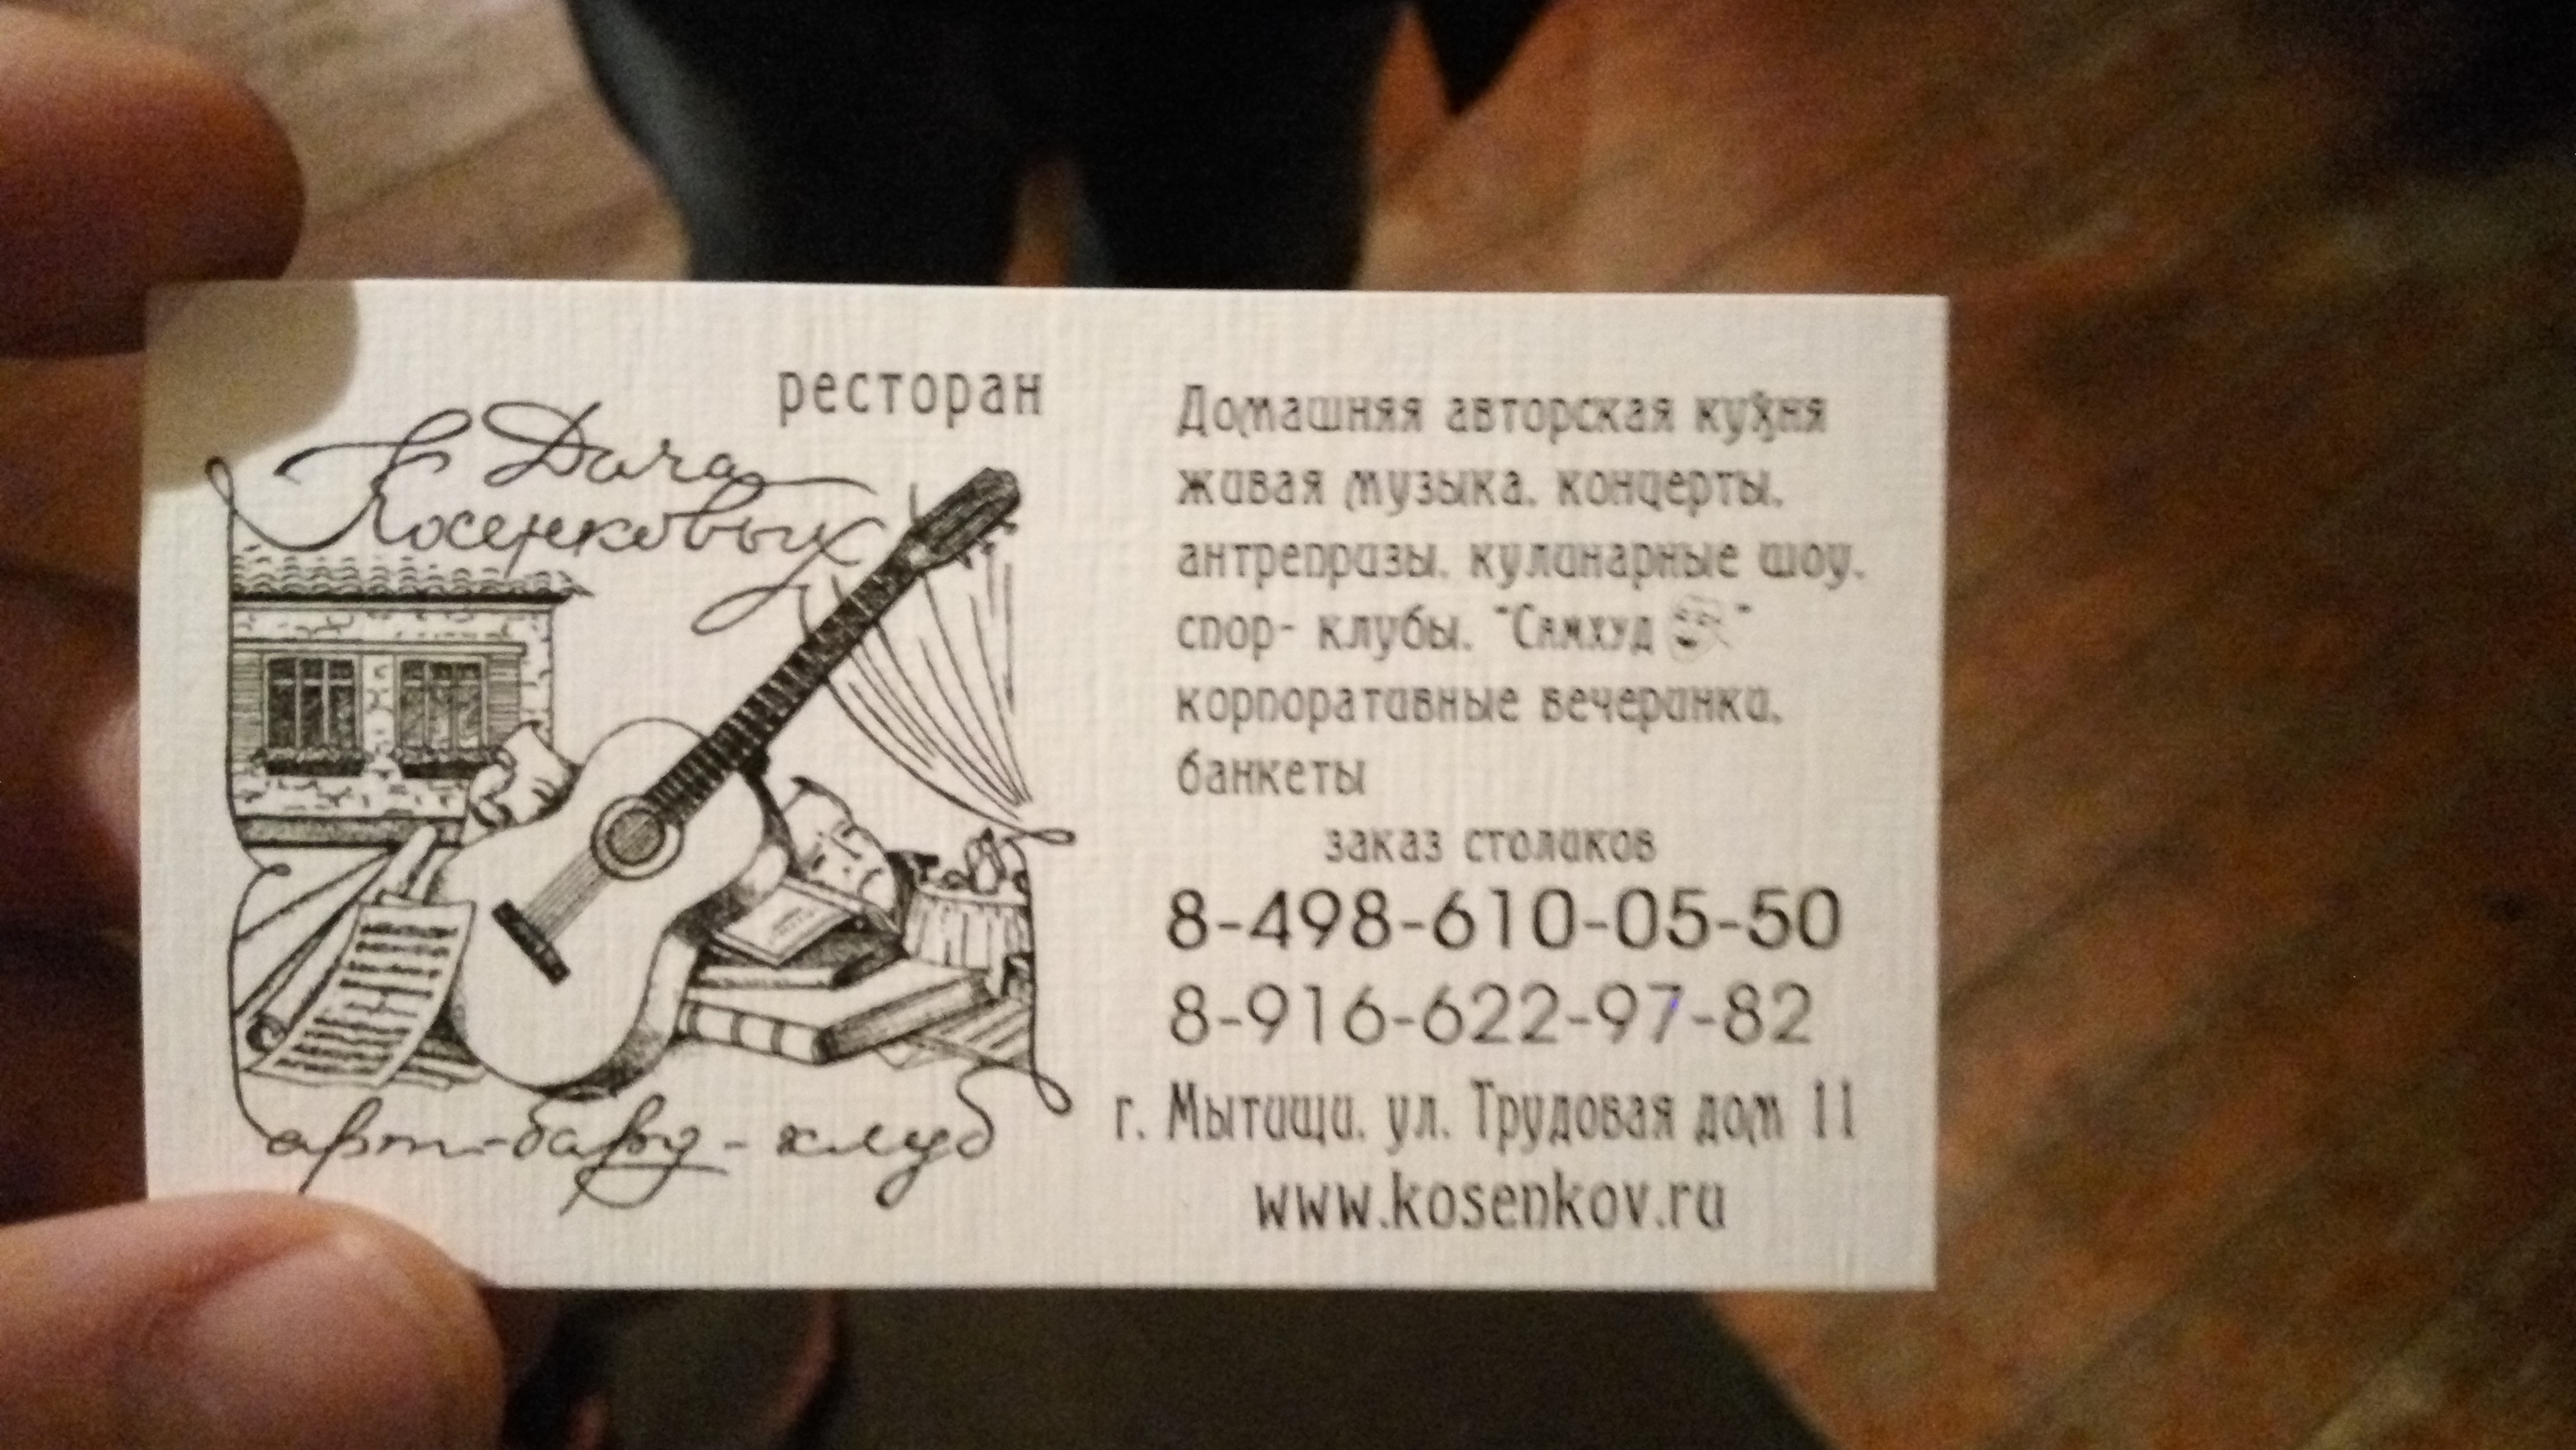 ресторан
Дача
Косенковых
арт-бард-клуб
Домашняя авторская кухня
живая музыка, концерты,
антрепризы, кулинарные шоу,
спор- клубы, "Самхуд"
корпоративные вечеринки,
банкеты
заказ столиков
8-498-610-05-50
8-916-622-97-82
г. Мытищи, ул. Трудовая дом 11
www.kosenkov.ru